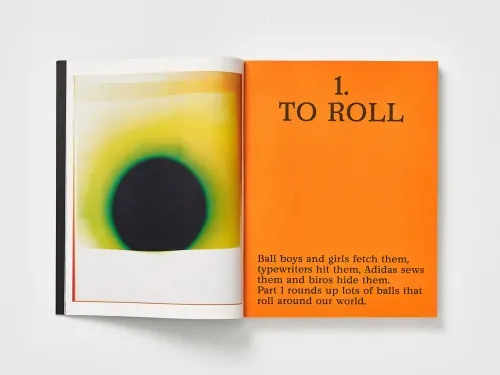 1.
TO ROLL
Ball boys and girls fetch them,
typewriters hit them, Adidas sews
them and biros hide them.
Part 1 rounds up lots of balls that
roll around our world.